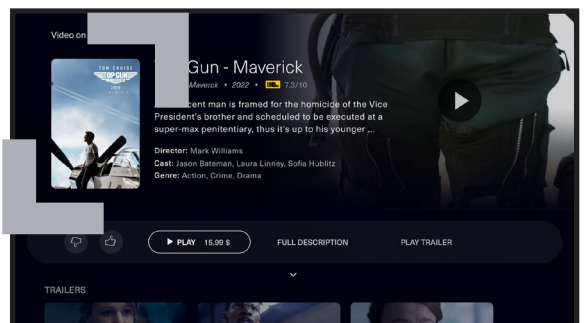 Video on
Gun - Maverick
Maverck • 2022 • 7.3/10
cent man is framed for the homicide of the Vice
President's brother and scheduled to be executed at a
super-max penitentiary, thus it's up to his younger ...
Director: Mark Williams
Cast: Jason Bateman, Laura Linney, Sofia Hublitz
Genre: Action, Crime, Drama
TOM CRUISE
TOP GUN
2020
PLAY 15.99 $
FULL DESCRIPTION
PLAY TRAILER
TRAILERS